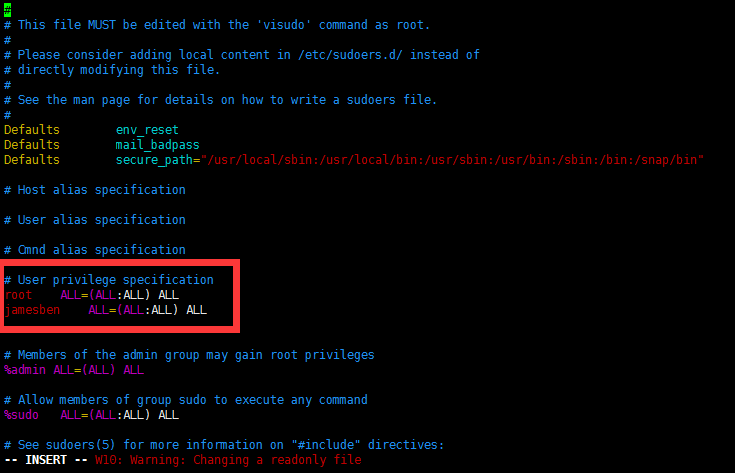 #
# This file MUST be edited with the 'visudo' command as root.
#
# Please consider adding local content in /etc/sudoers.d/ instead of
# directly modifying this file.
#
# See the man page for details on how to write a sudoers file.
#
Defaults        env_reset
Defaults        mail_badpass
Defaults        secure_path="/usr/local/sbin:/usr/local/bin:/usr/sbin:/usr/bin:/sbin:/bin:/snap/bin"
# Host alias specification
# User alias specification
# Cmnd alias specification
# User privilege specification
root    ALL=(ALL:ALL) ALL
jamesben    ALL=(ALL:ALL) ALL
# Members of the admin group may gain root privileges
%admin ALL=(ALL) ALL
# Allow members of group sudo to execute any command
%sudo   ALL=(ALL:ALL) ALL
# See sudoers(5) for more information on "#include" directives:
-- INSERT -- W10: Warning: Changing a readonly file